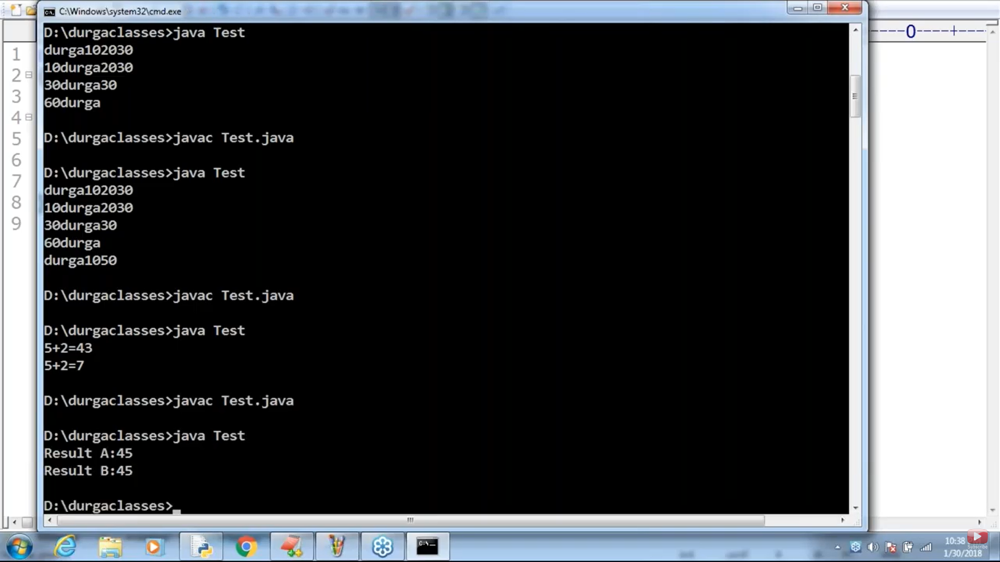 C:\Windows\system32\cmd.exe
D:\durgaclasses>java Test
durga102030
10durga2030
30durga30
60durga
D:\durgaclasses>javac Test.java
D:\durgaclasses>java Test
durga102030
10durga2030
30durga30
60durga
durga1050
D:\durgaclasses>javac Test.java
D:\durgaclasses>java Test
5+2=43
5+2=7
D:\durgaclasses>javac Test.java
D:\durgaclasses>java Test
Result A:45
Result B:45
D:\durgaclasses>_
----0----+----
1
2
3
4
5
6
7
8
9
C:\_
10:38
Subscribe
1/30/2018